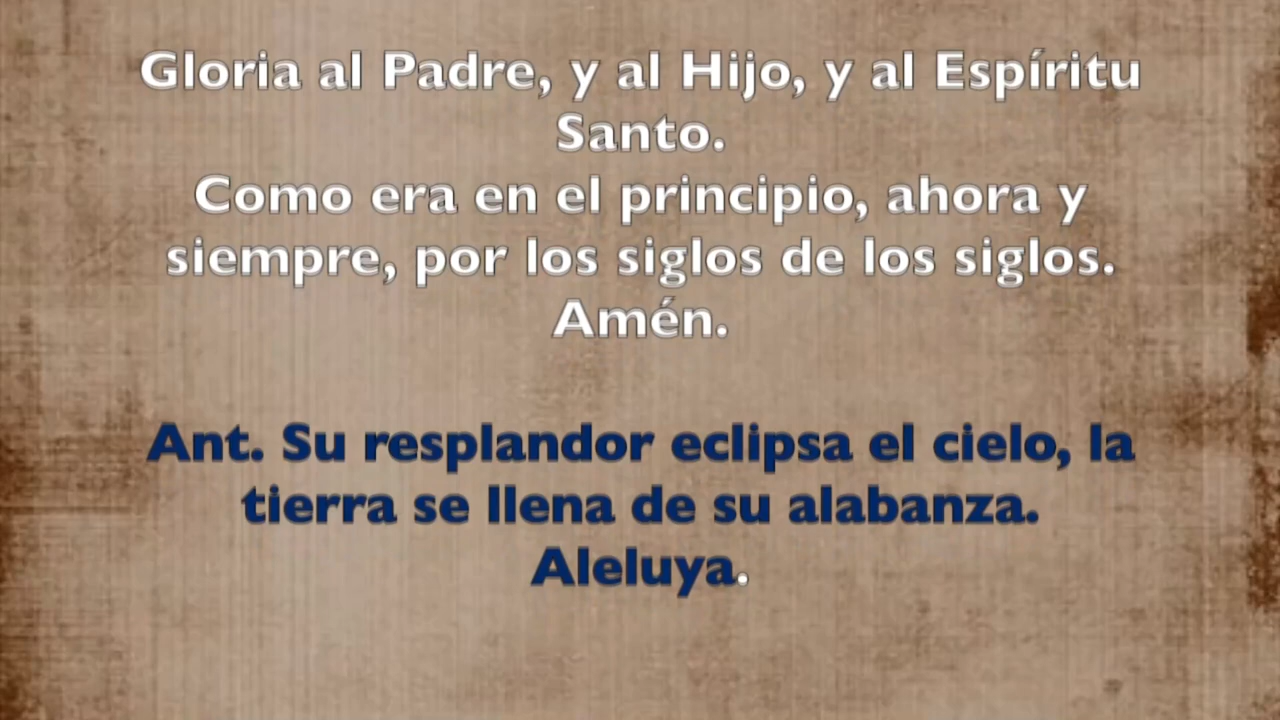 Gloria al Padre, y al Hijo, y al Espíritu
Santo.
Como era en el principio, ahora y
siempre, por los siglos de los siglos.
Amén.
Ant. Su resplandor eclipsa el cielo, la
tierra se llena de su alabanza.
Aleluya.